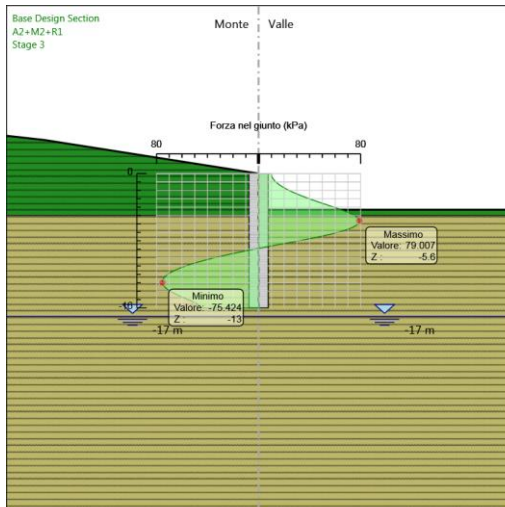 Base Design Section
A2+M2+R1
Stage 3
Monte
Valle
Forza nel giunto (kPa)
80
80
0
Massimo
Valore: 79.007
Z : -5.6
Minimo
Valore: -75.424
Z : -13
-17 m
-17 m